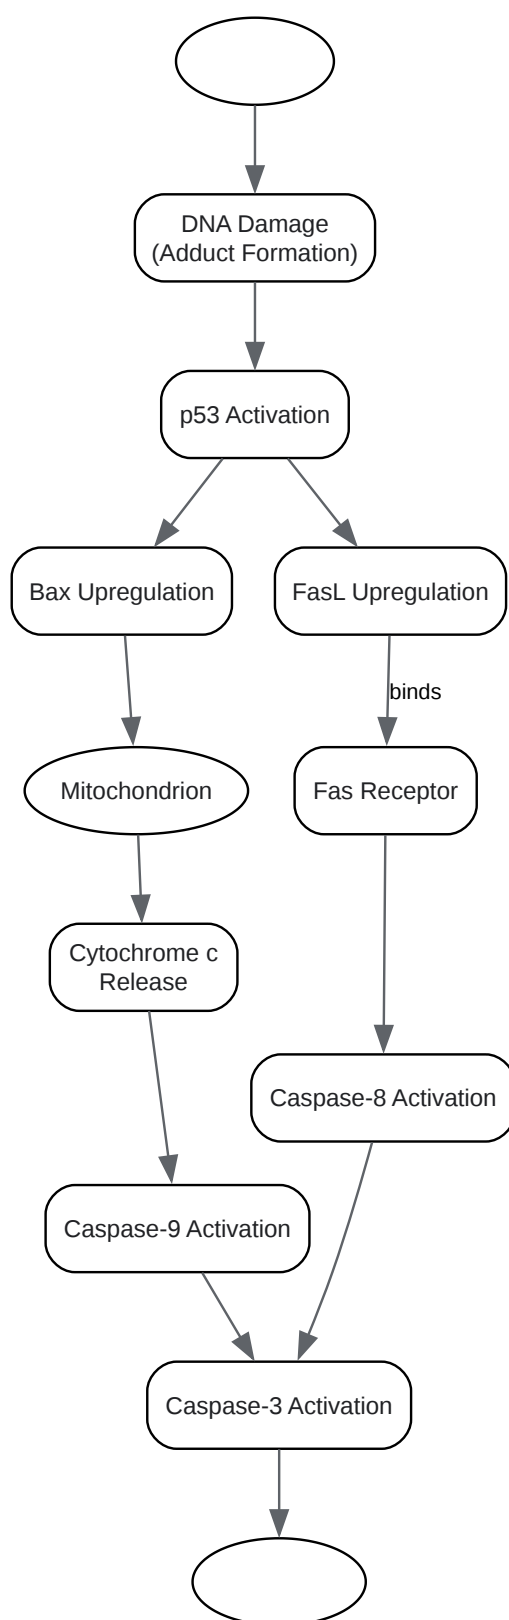 DNA Damage
(Adduct Formation)
p53 Activation
Bax Upregulation
FasL Upregulation
binds
Mitochondrion
Fas Receptor
Cytochrome c
Release
Caspase-8 Activation
Caspase-9 Activation
Caspase-3 Activation